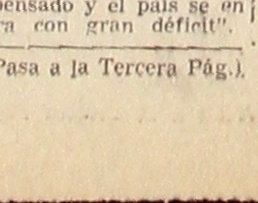 pensado y el país se en
ra con gran déficit".
Pasa a la Tercera Pág.).